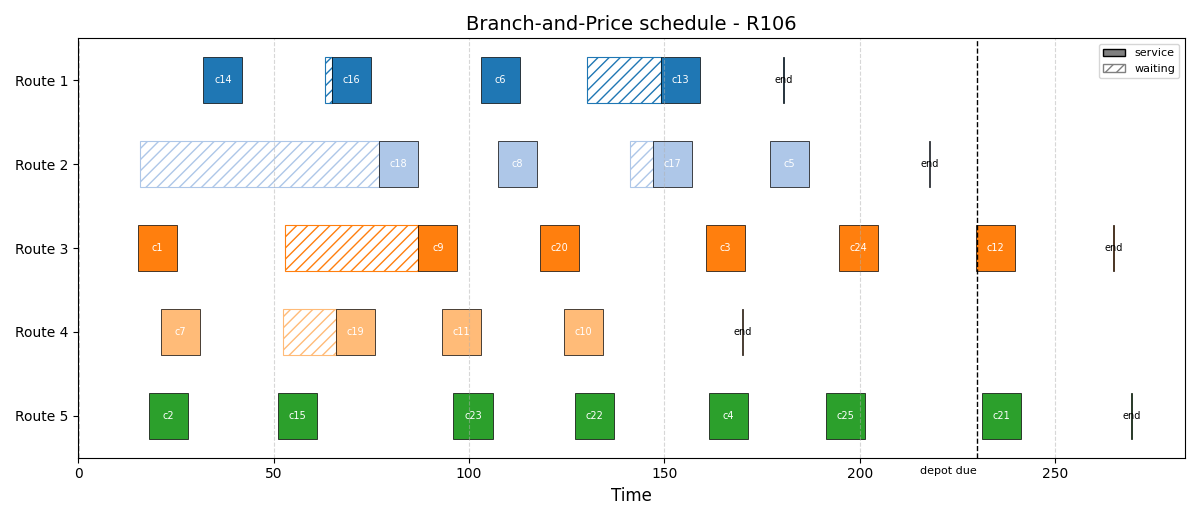 Branch-and-Price schedule - R106
service
waiting
Route 1
c14
c16
c6
c13
end
Route 2
c18
c8
c17
c5
end
Route 3
c1
c9
c20
c3
c24
c12
end
Route 4
c7
c19
c11
c10
end
Route 5
c2
c15
c23
c22
c4
c25
c21
end
0
50
100
150
200
250
depot due
Time